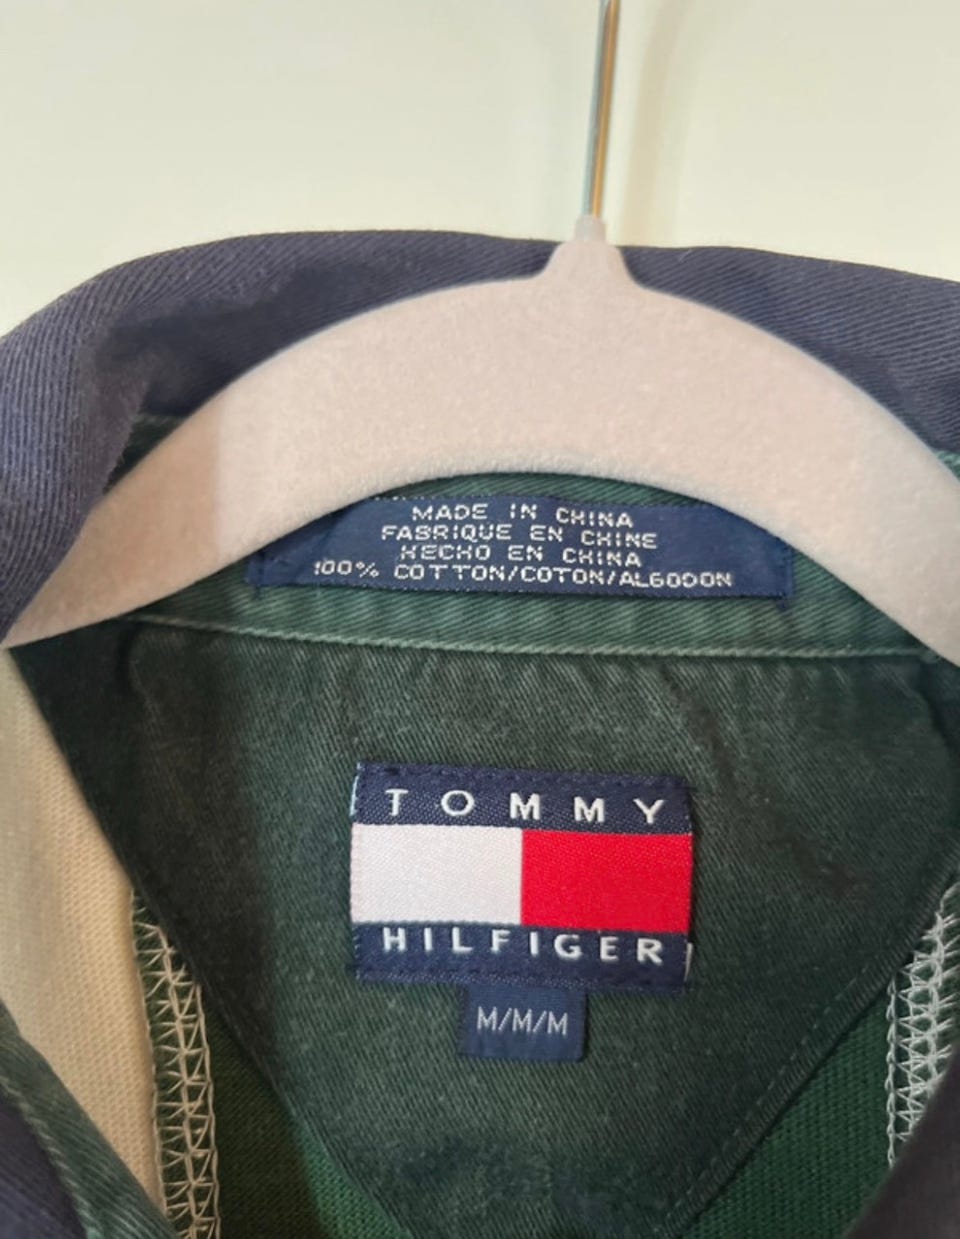 MADE IN CHINA
FABRIQUE EN CHINE
HECHO EN CHINA
100% COTTON/COTON/ALGODON
TOMMY
HILFIGER
M/M/M